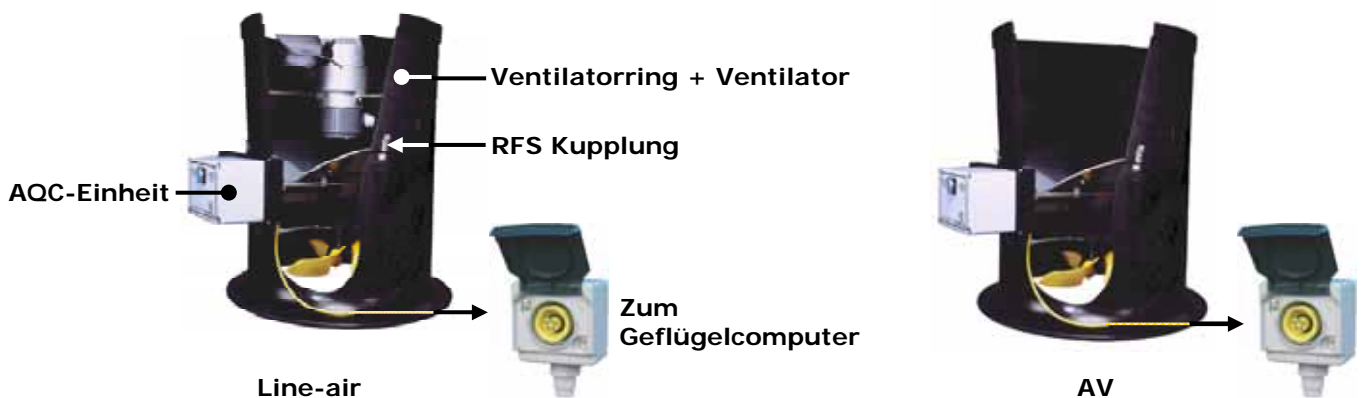 Ventilatorring + Ventilator
RFS Kupplung
AQC-Einheit
Zum
Geflügelcomputer
Line-air
AV